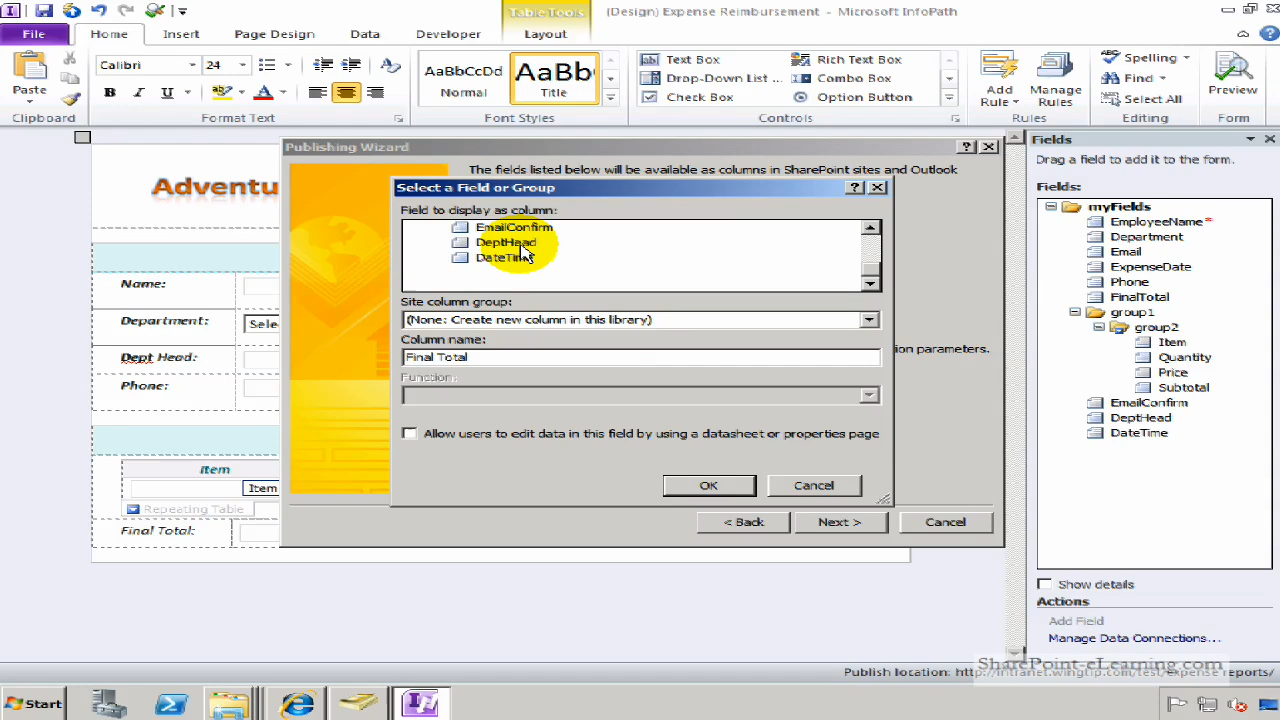 Table Tools
(Design) Expense Reimbursement - Microsoft InfoPath
File Home Insert Page Design Data Developer Layout
Paste
Clipboard
Calibri 24
B I U A
Format Text
AaBbCcDd
Normal
AaBb
Title
Font Styles
Text Box
Drop-Down List ...
Check Box
Rich Text Box
Combo Box
Option Button
Controls
Add
Rule
Manage
Rules
Rules
Spelling
Find
Select All
Editing
Preview
Form
Adventu
Name:
Department: Sele
Dept Head:
Phone:
Item
Item
Repeating Table
Final Total:
Publishing Wizard
The fields listed below will be available as columns in SharePoint sites and Outlook
ion parameters.
< Back
Next >
Cancel
Select a Field or Group
Field to display as column:
EmailConfirm
DeptHead
DateTime
Site column group:
(None: Create new column in this library)
Column name:
Final Total
Function:
Allow users to edit data in this field by using a datasheet or properties page
OK
Cancel
Fields
Drag a field to add it to the form.
Fields:
myFields
EmployeeName*
Department
Email
ExpenseDate
Phone
FinalTotal
group1
group2
Item
Quantity
Price
Subtotal
EmailConfirm
DeptHead
DateTime
Show details
Actions
Add Field
Manage Data Connections...
SharePoint-eLearning.com
Publish location: http://intranet.wingtip.com/test/expense reports/
Start